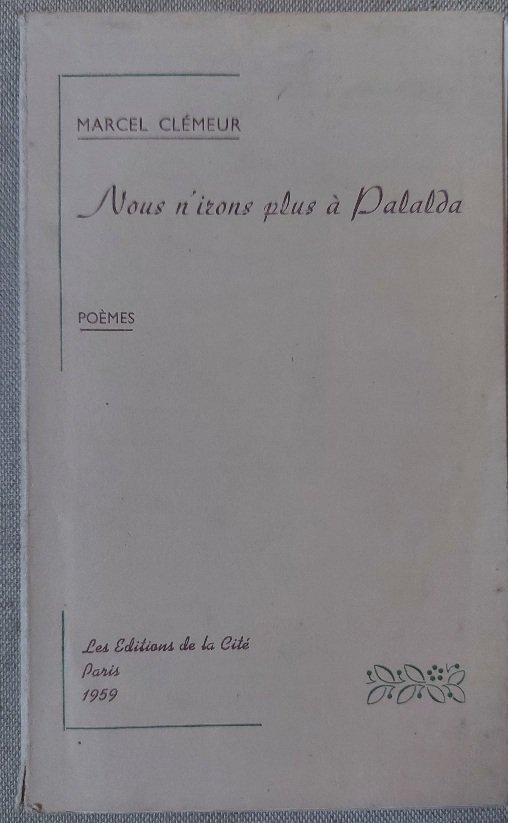 MARCEL CLÉMEUR
Nous n'irons plus à Palalda
POÈMES
Les Editions de la Cité
Paris
1959